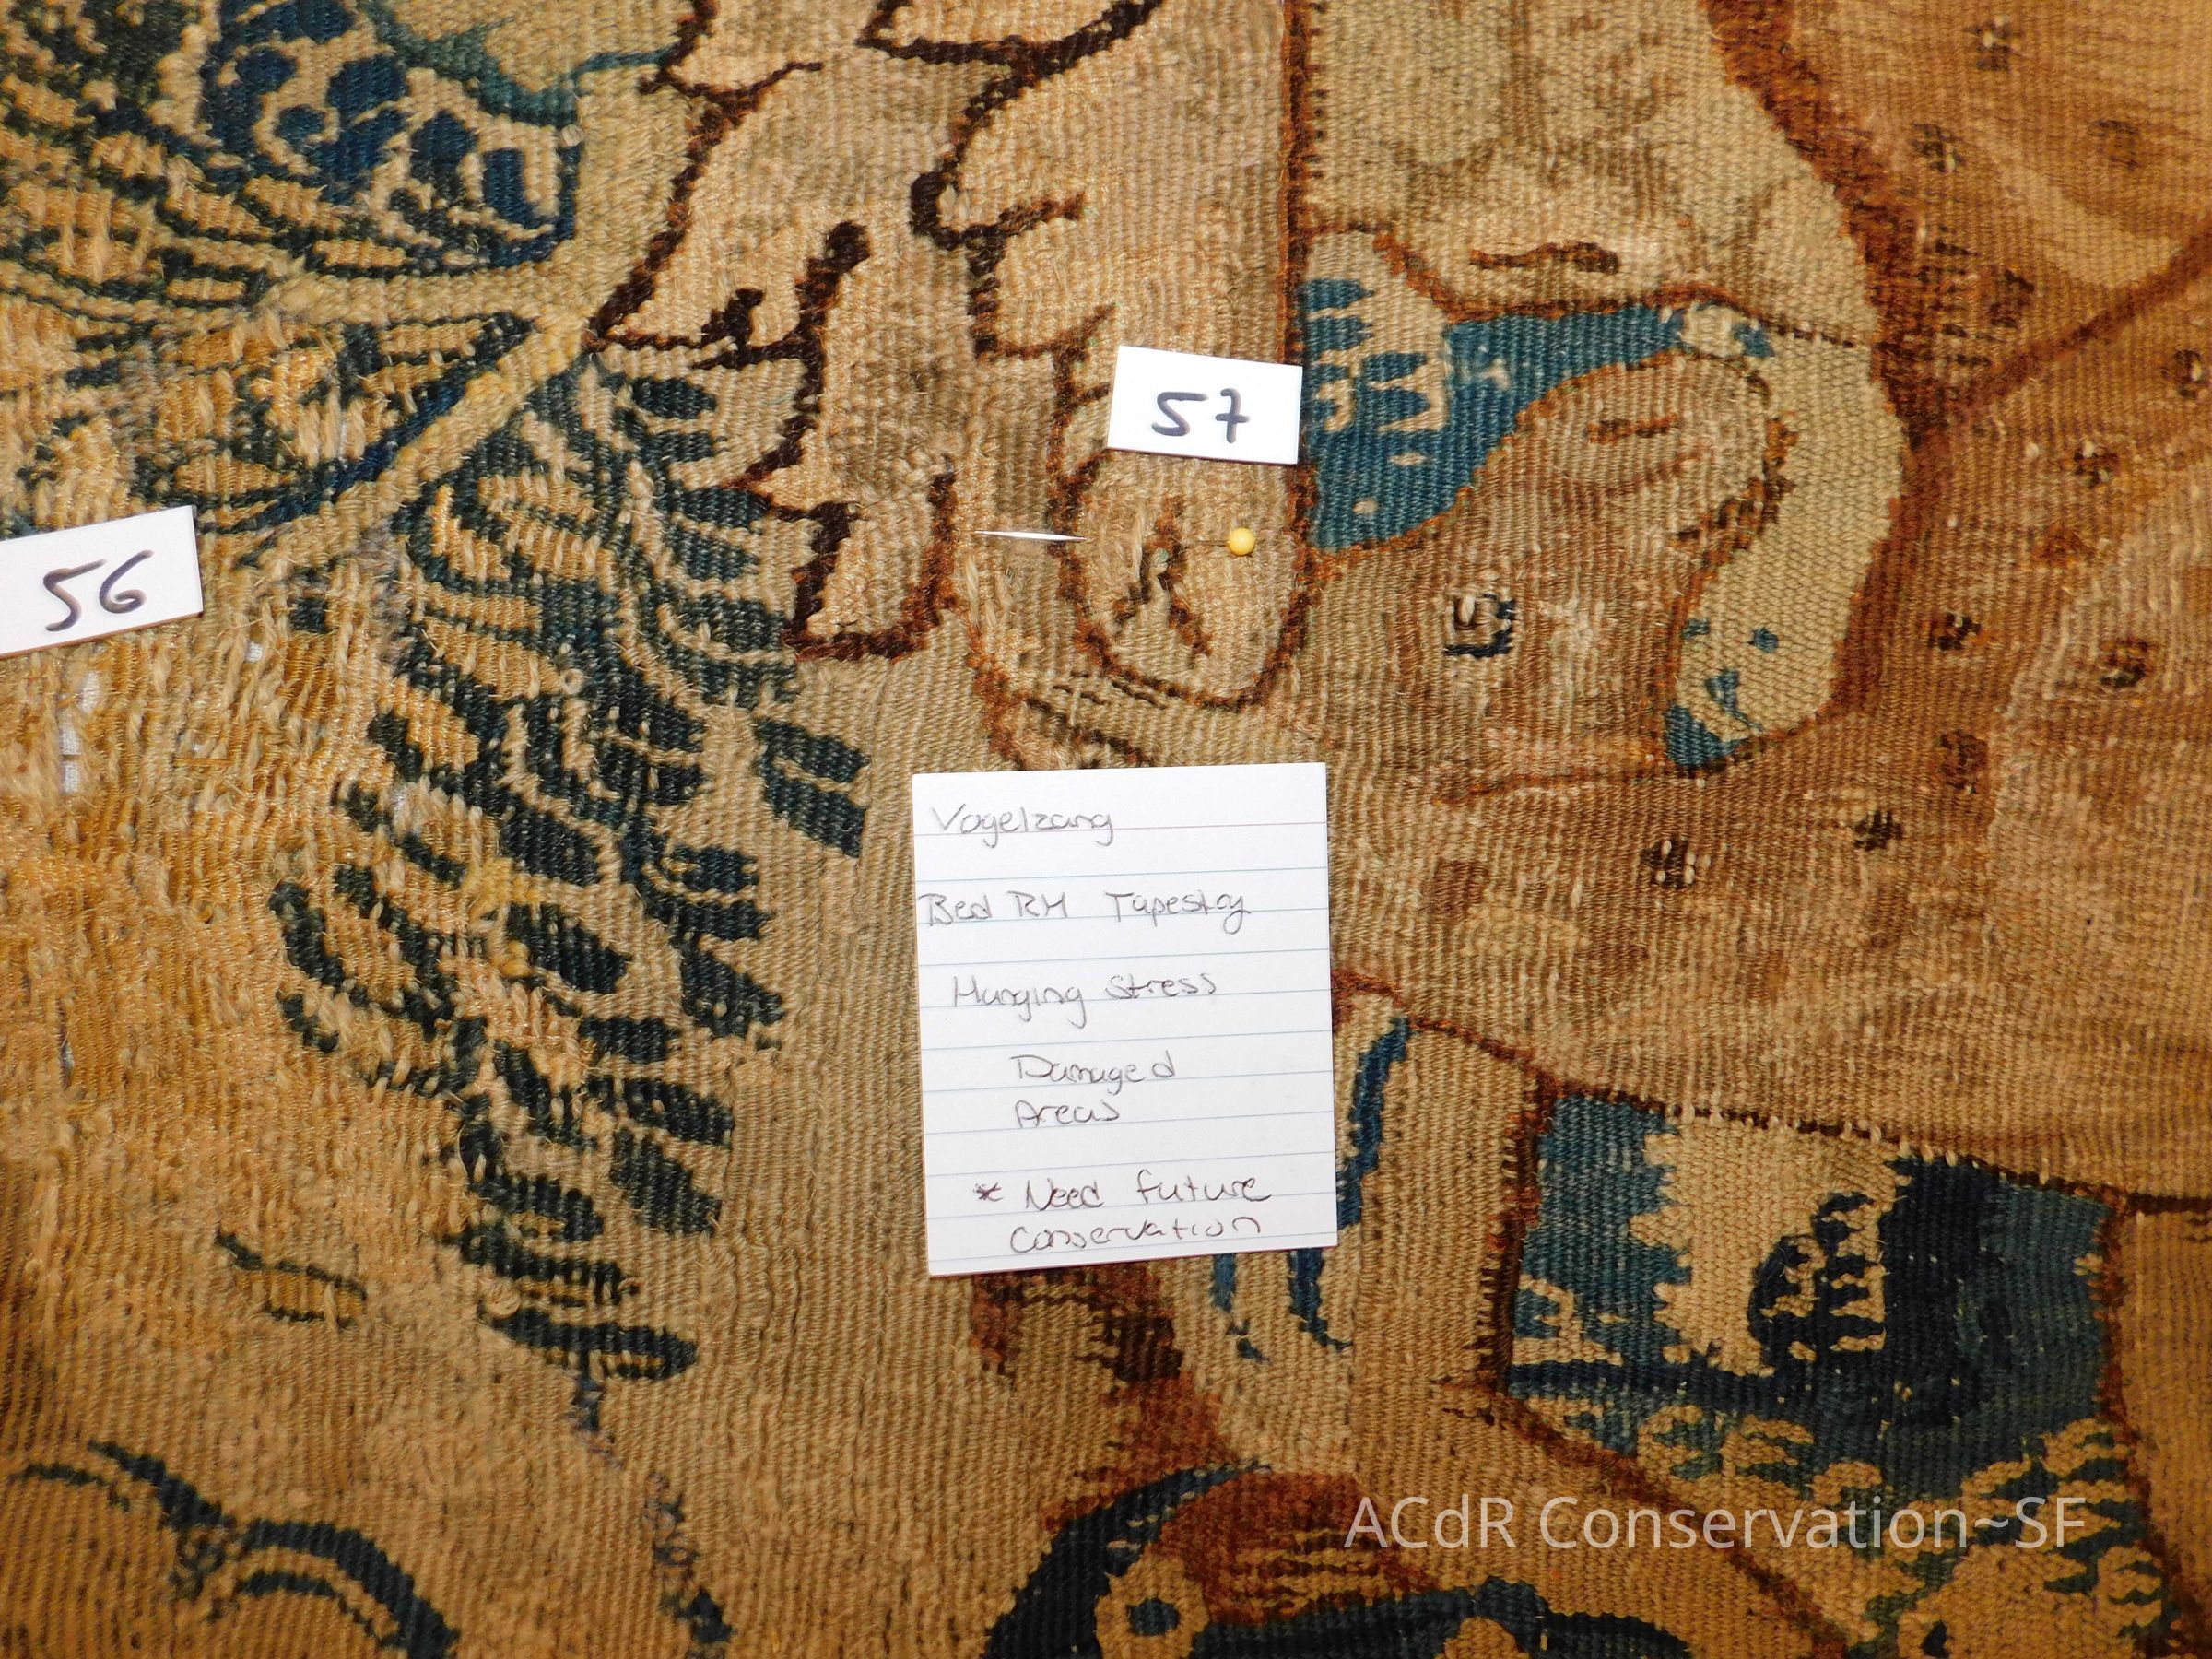 57
56
Vogelzang
Bed RM Tapestry
Hanging Stress
Damaged
Areas
* Need future
conservation
ACdR Conservation~SF